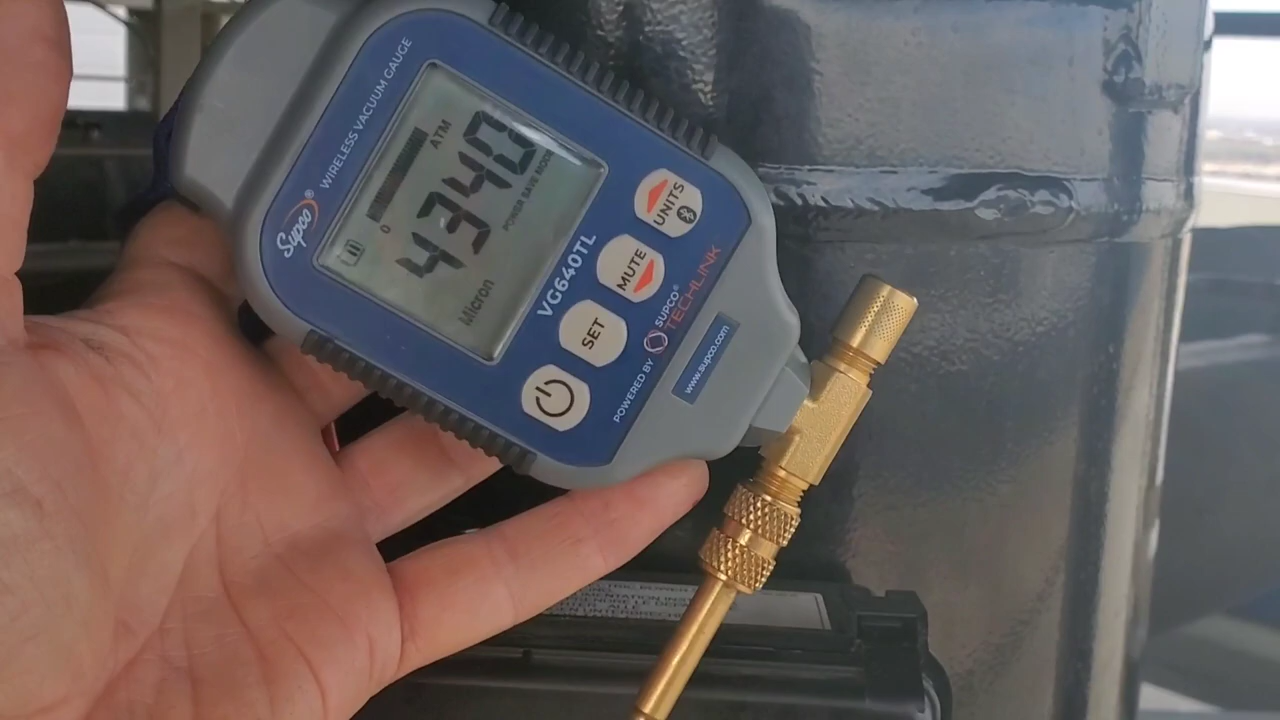 Supco®
WIRELESS VACUUM GAUGE
0
ATM
4340
POWER SAVE MODE
Micron
VG640TL
UNITS
MUTE
SET
POWERED BY SUPCO®
TECHLINK
www.supco.com